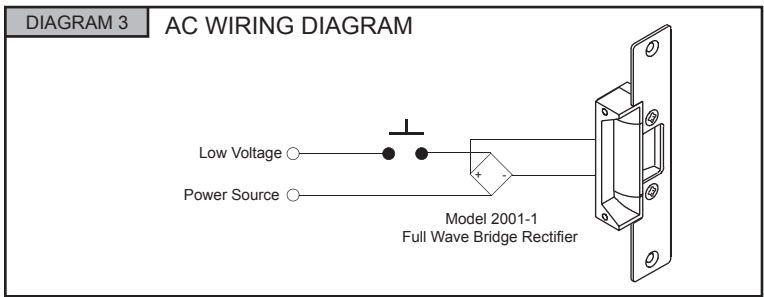 DIAGRAM 3
AC WIRING DIAGRAM
Low Voltage
Power Source
+ -
Model 2001-1
Full Wave Bridge Rectifier